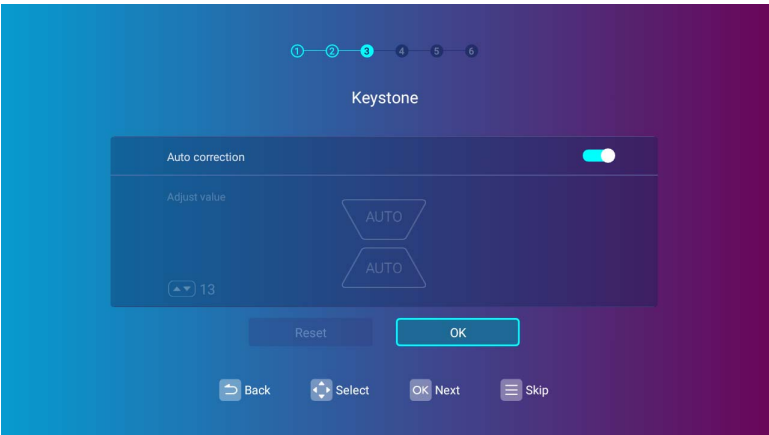 1 2 3 4 5 6
Keystone
Auto correction
Adjust value
AUTO
AUTO
13
Reset OK
Back Select OK Next Skip